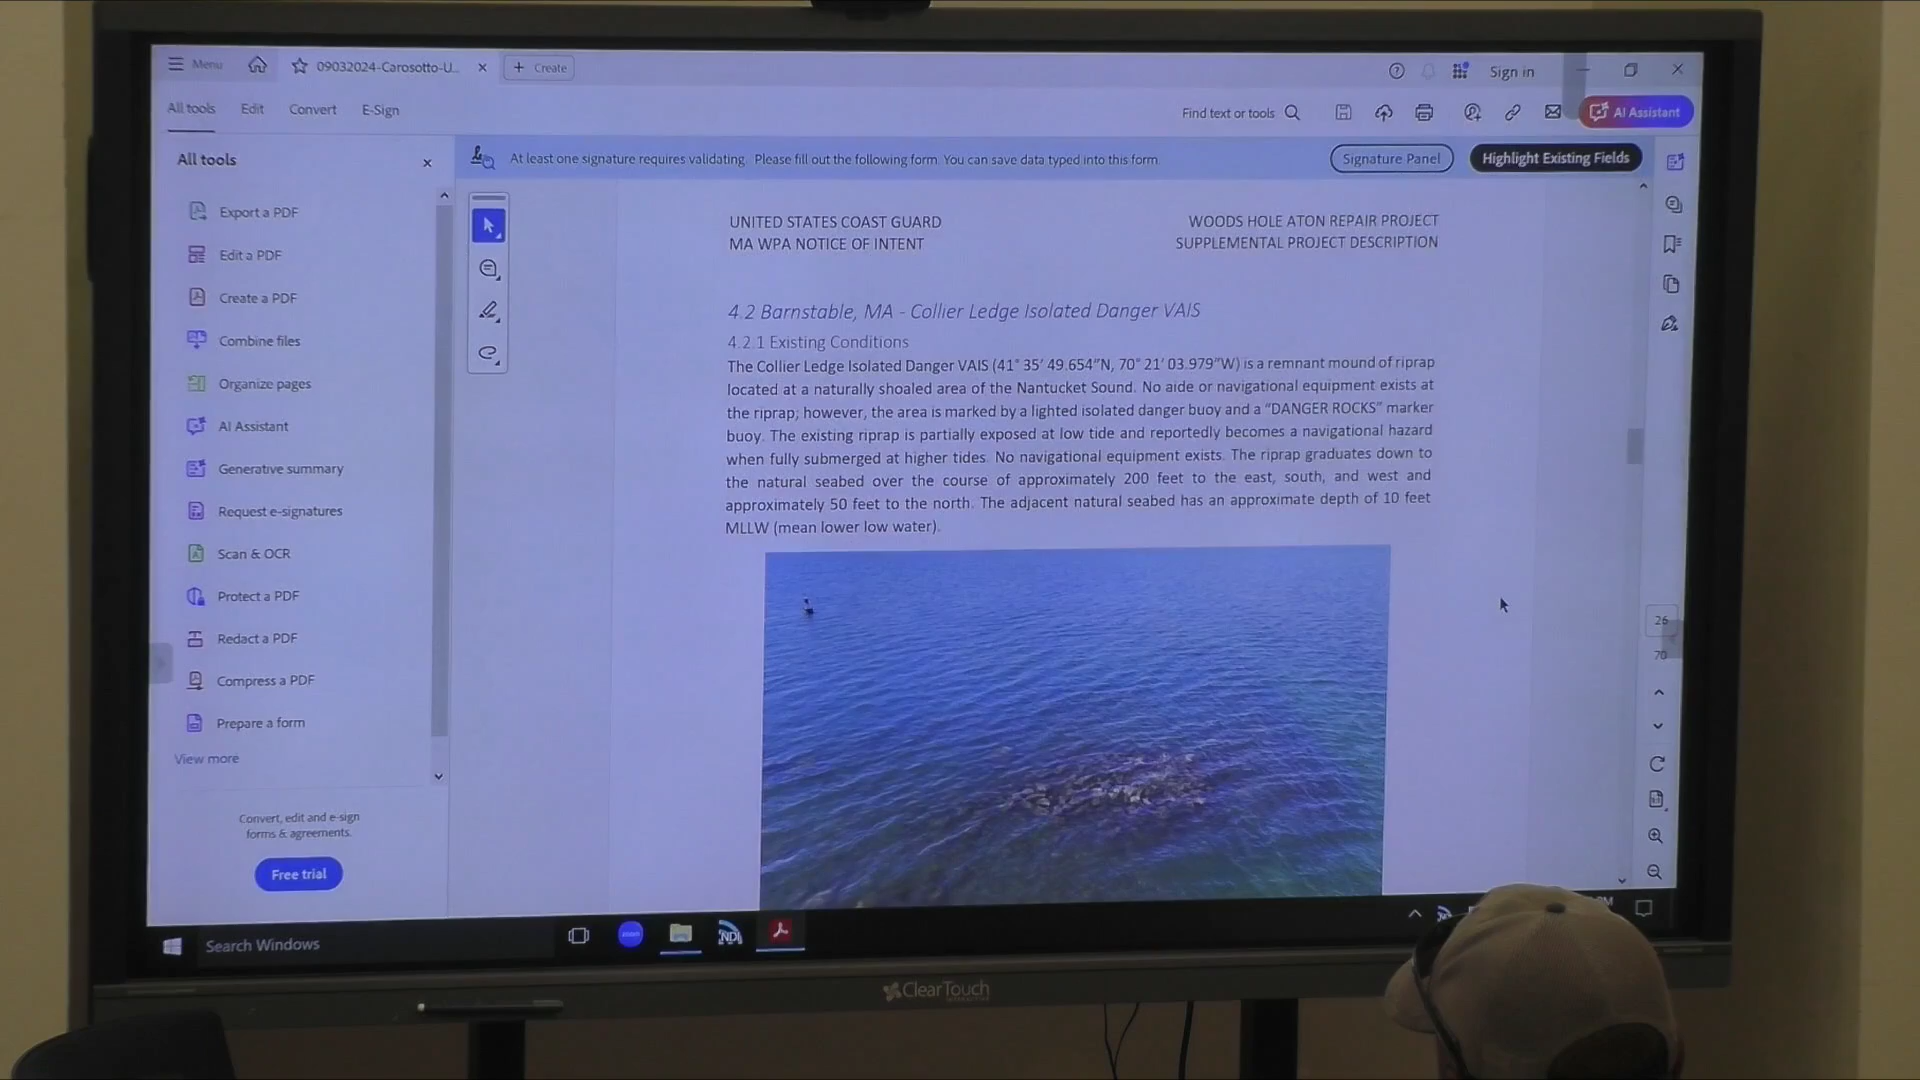 Menu
09032024-Carosotto-U...
Create
Sign in
All tools
Edit
Convert
E-Sign
Find text or tools
AI Assistant
All tools
At least one signature requires validating. Please fill out the following form. You can save data typed into this form.
Signature Panel
Highlight Existing Fields
Export a PDF
Edit a PDF
Create a PDF
Combine files
Organize pages
AI Assistant
Generative summary
Request e-signatures
Scan & OCR
Protect a PDF
Redact a PDF
Compress a PDF
Prepare a form
View more
Convert, edit and e-sign
forms & agreements.
Free trial
UNITED STATES COAST GUARD
MA WPA NOTICE OF INTENT
WOODS HOLE ATON REPAIR PROJECT
SUPPLEMENTAL PROJECT DESCRIPTION
4.2 Barnstable, MA - Collier Ledge Isolated Danger VAIS
4.2.1 Existing Conditions
The Collier Ledge Isolated Danger VAIS (41° 35' 49.654"N, 70° 21' 03.979"W) is a remnant mound of riprap
located at a naturally shoaled area of the Nantucket Sound. No aide or navigational equipment exists at
the riprap; however, the area is marked by a lighted isolated danger buoy and a "DANGER ROCKS" marker
buoy. The existing riprap is partially exposed at low tide and reportedly becomes a navigational hazard
when fully submerged at higher tides. No navigational equipment exists. The riprap graduates down to
the natural seabed over the course of approximately 200 feet to the east, south, and west and
approximately 50 feet to the north. The adjacent natural seabed has an approximate depth of 10 feet
MLLW (mean lower low water).
26
70
Search Windows
zoom
NDI
ClearTouch
INTERACTIVE